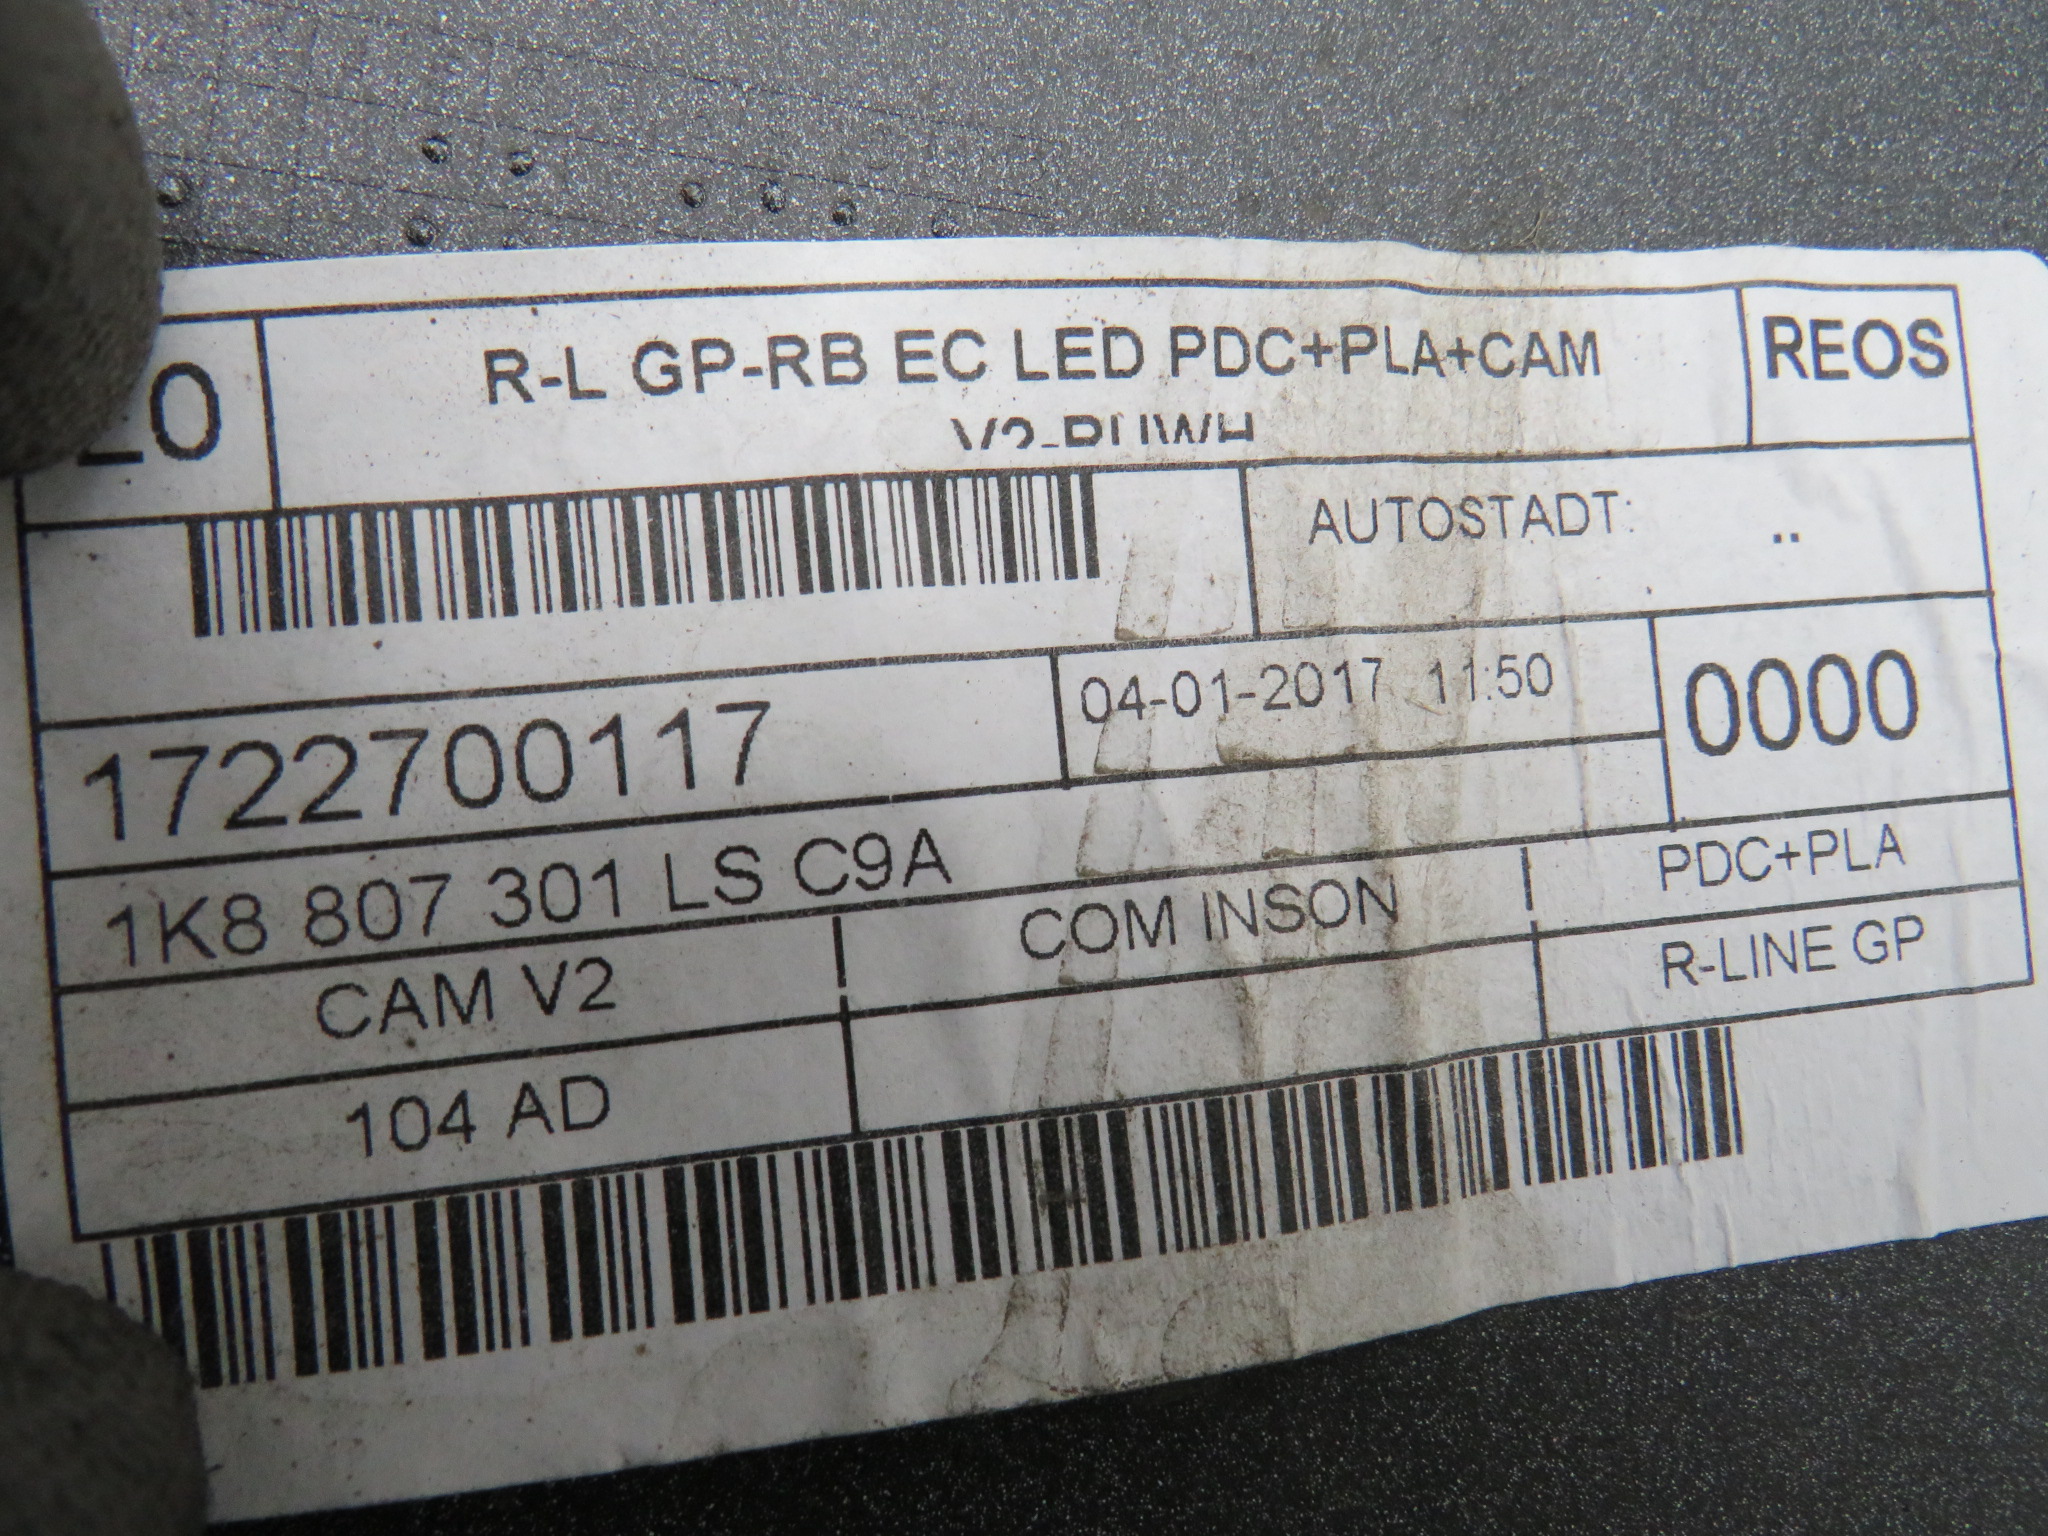 R-L GP-RB EC LED PDC+PLA+CAM
REOS
AUTOSTADT: ..
1722700117
04-01-2017 11:50
0000
1K8 807 301 LS C9A
CAM V2
COM INSON
PDC+PLA
104 AD
R-LINE GP